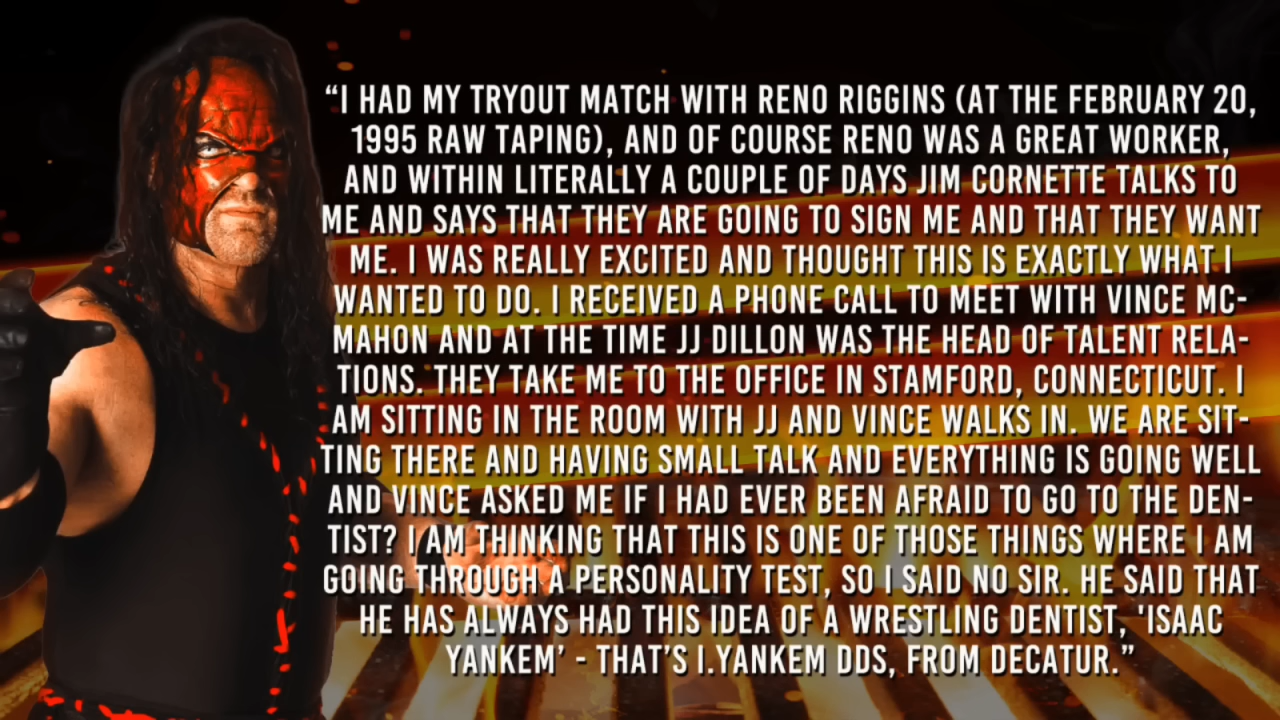 “I HAD MY TRYOUT MATCH WITH RENO RIGGINS (AT THE FEBRUARY 20,
1995 RAW TAPING), AND OF COURSE RENO WAS A GREAT WORKER,
AND WITHIN LITERALLY A COUPLE OF DAYS JIM CORNETTE TALKS TO
ME AND SAYS THAT THEY ARE GOING TO SIGN ME AND THAT THEY WANT
ME. I WAS REALLY EXCITED AND THOUGHT THIS IS EXACTLY WHAT I
WANTED TO DO. I RECEIVED A PHONE CALL TO MEET WITH VINCE MC-
MAHON AND AT THE TIME JJ DILLON WAS THE HEAD OF TALENT RELA-
TIONS. THEY TAKE ME TO THE OFFICE IN STAMFORD, CONNECTICUT. I
AM SITTING IN THE ROOM WITH JJ AND VINCE WALKS IN. WE ARE SIT-
TING THERE AND HAVING SMALL TALK AND EVERYTHING IS GOING WELL
AND VINCE ASKED ME IF I HAD EVER BEEN AFRAID TO GO TO THE DEN-
TIST? I AM THINKING THAT THIS IS ONE OF THOSE THINGS WHERE I AM
GOING THROUGH A PERSONALITY TEST, SO I SAID NO SIR. HE SAID THAT
HE HAS ALWAYS HAD THIS IDEA OF A WRESTLING DENTIST, 'ISAAC
YANKEM’ - THAT’S I.YANKEM DDS, FROM DECATUR.”